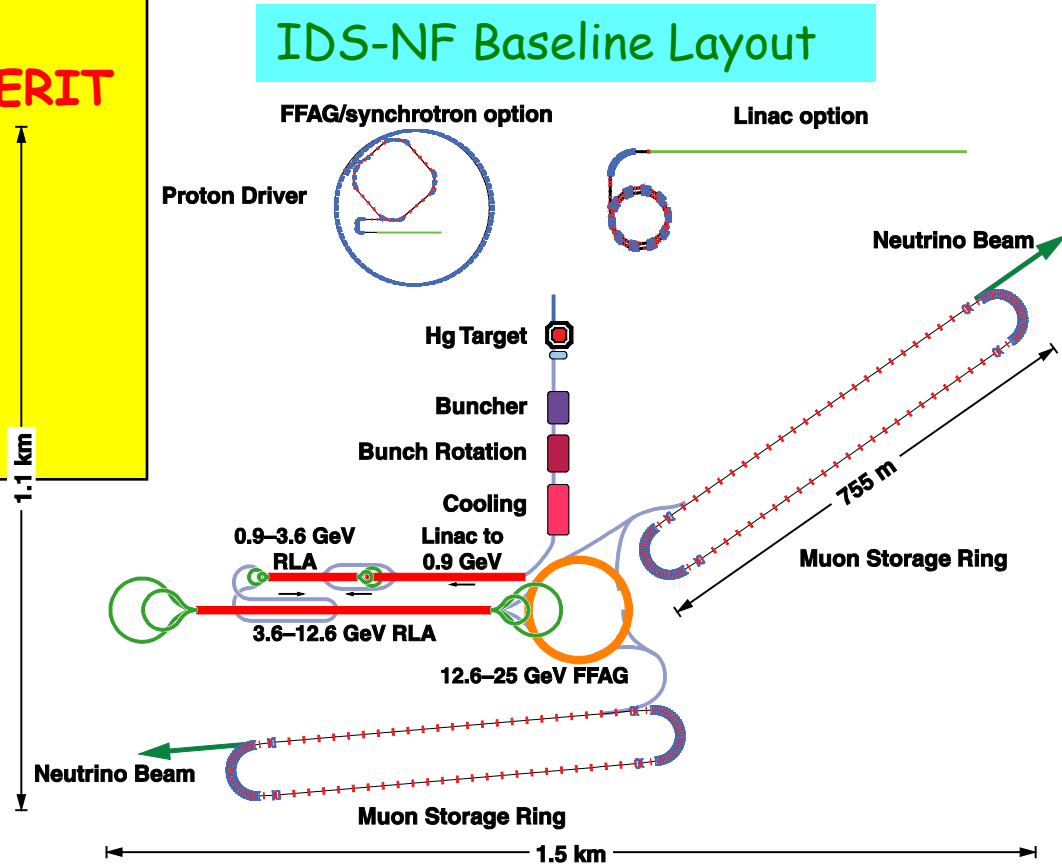 IDS-NF Baseline Layout
ERIT
FFAG/synchrotron option
Linac option
Proton Driver
Neutrino Beam
Hg Target
Buncher
Bunch Rotation
1.1 km
755 m
Cooling
0.9–3.6 GeV
RLA
Linac to
0.9 GeV
Muon Storage Ring
3.6–12.6 GeV RLA
12.6–25 GeV FFAG
Neutrino Beam
Muon Storage Ring
1.5 km